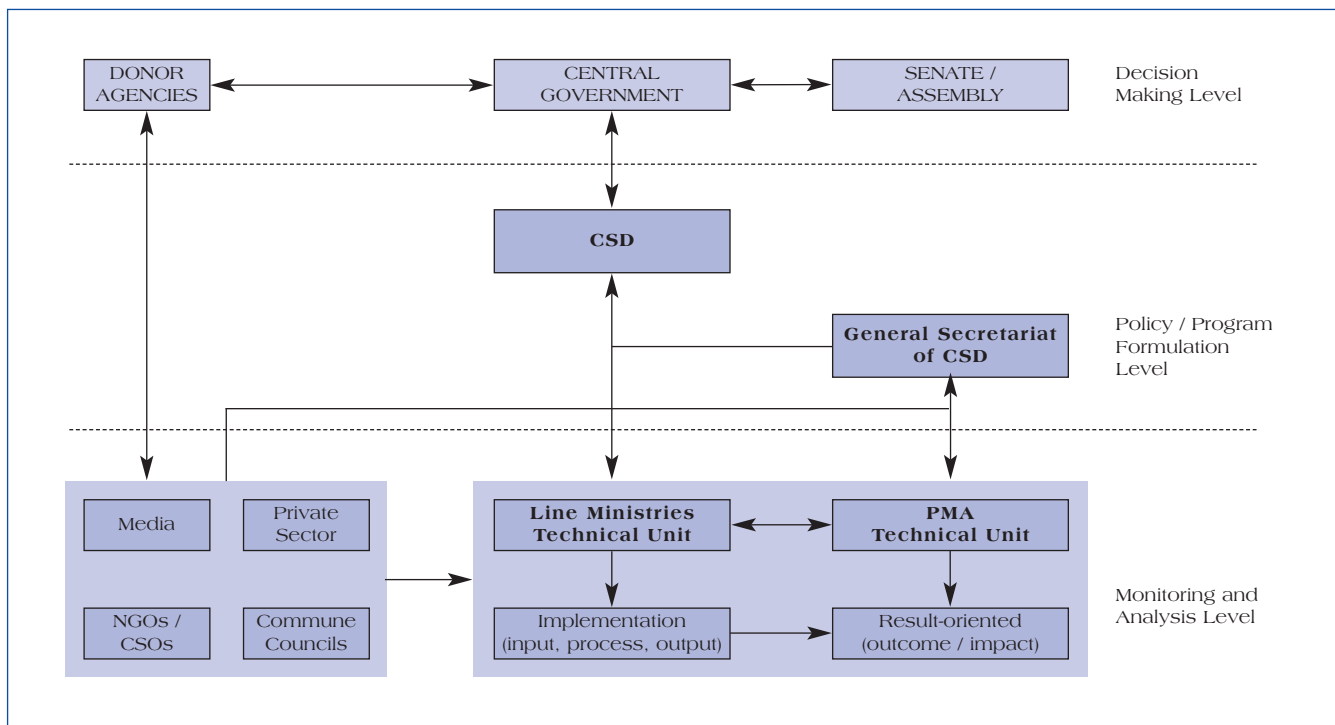 DONOR
AGENCIES
CENTRAL
GOVERNMENT
SENATE /
ASSEMBLY
Decision
Making Level
CSD
General Secretariat
of CSD
Policy / Program
Formulation
Level
Media
Private
Sector
Line Ministries
Technical Unit
PMA
Technical Unit
NGOs /
CSOs
Commune
Councils
Implementation
(input, process, output)
Result-oriented
(outcome / impact)
Monitoring and
Analysis Level